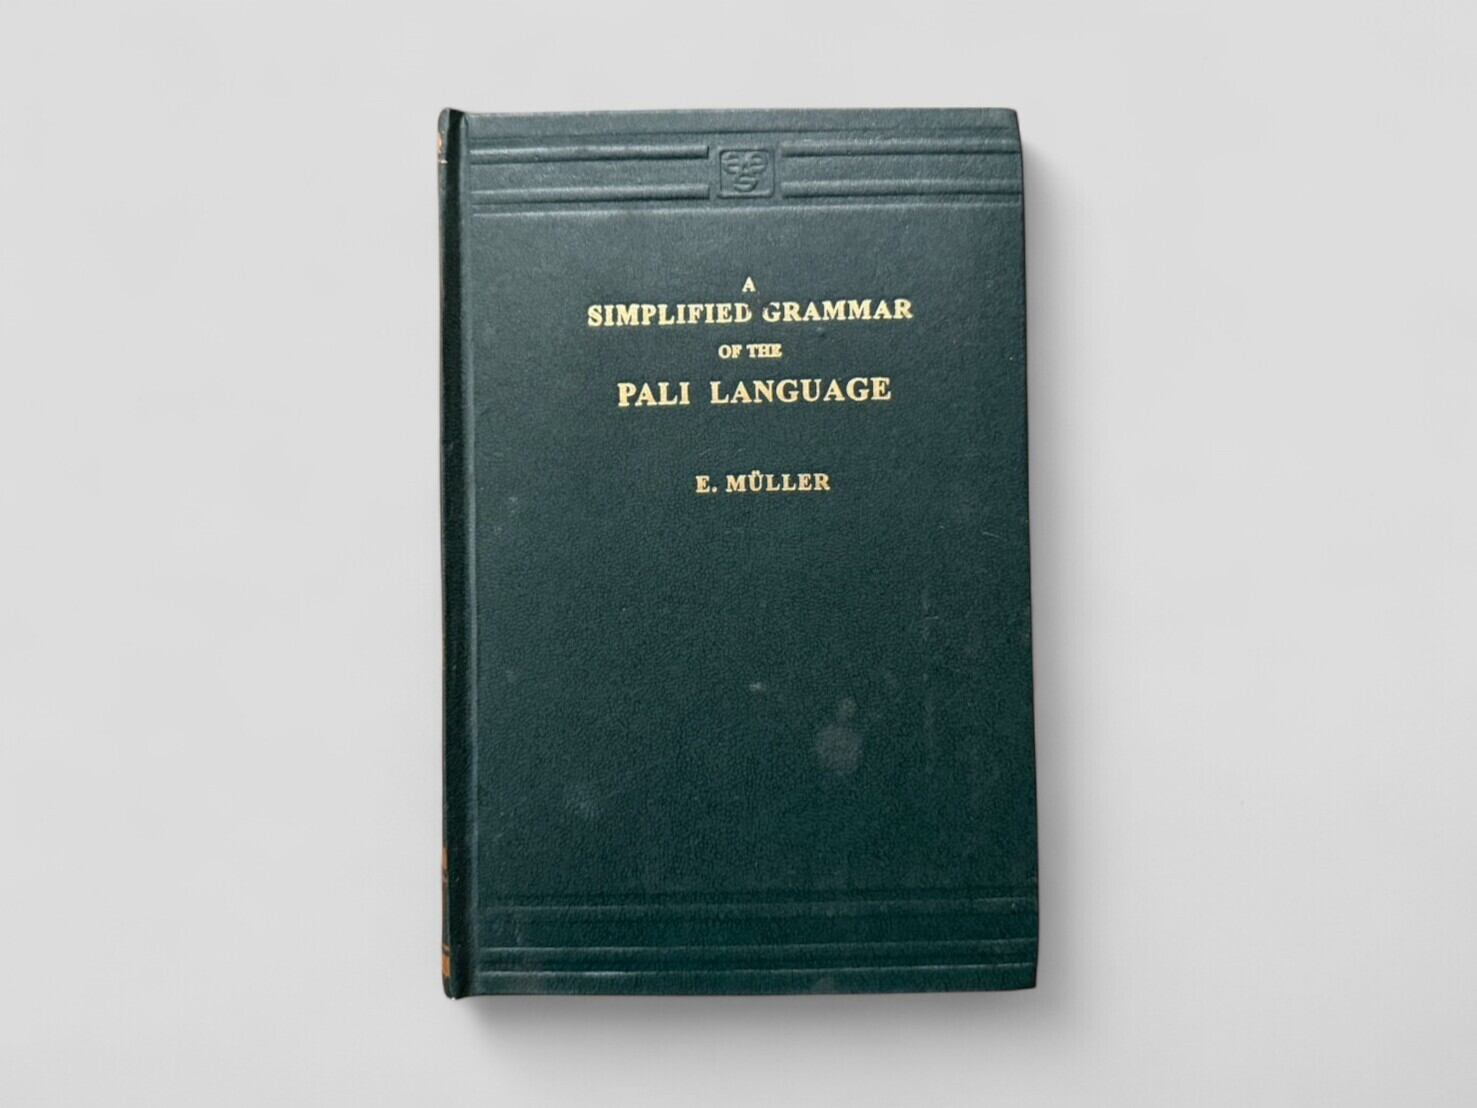 A
SIMPLIFIED GRAMMAR
OF THE
PALI LANGUAGE
E. MÜLLER